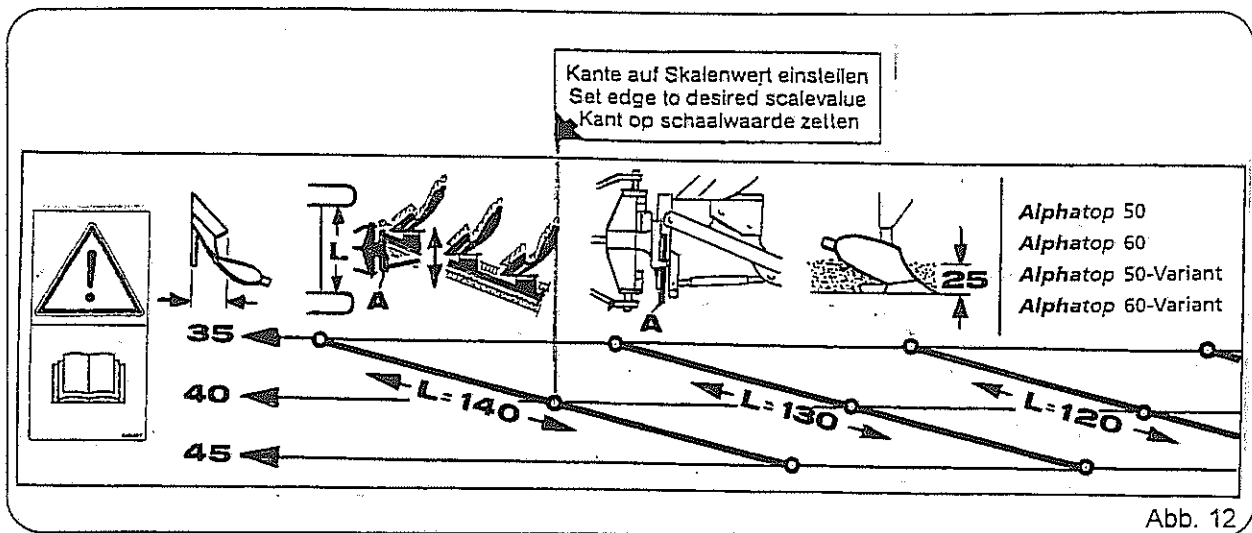 Kante auf Skalenwert einstellen
Set edge to desired scalevalue
Kant op schaalwaarde zetten
L
A
A
25
Alphatop 50
Alphatop 60
Alphatop 50-Variant
Alphatop 60-Variant
!
35
40
45
L=140
L=130
L=120
Abb. 12